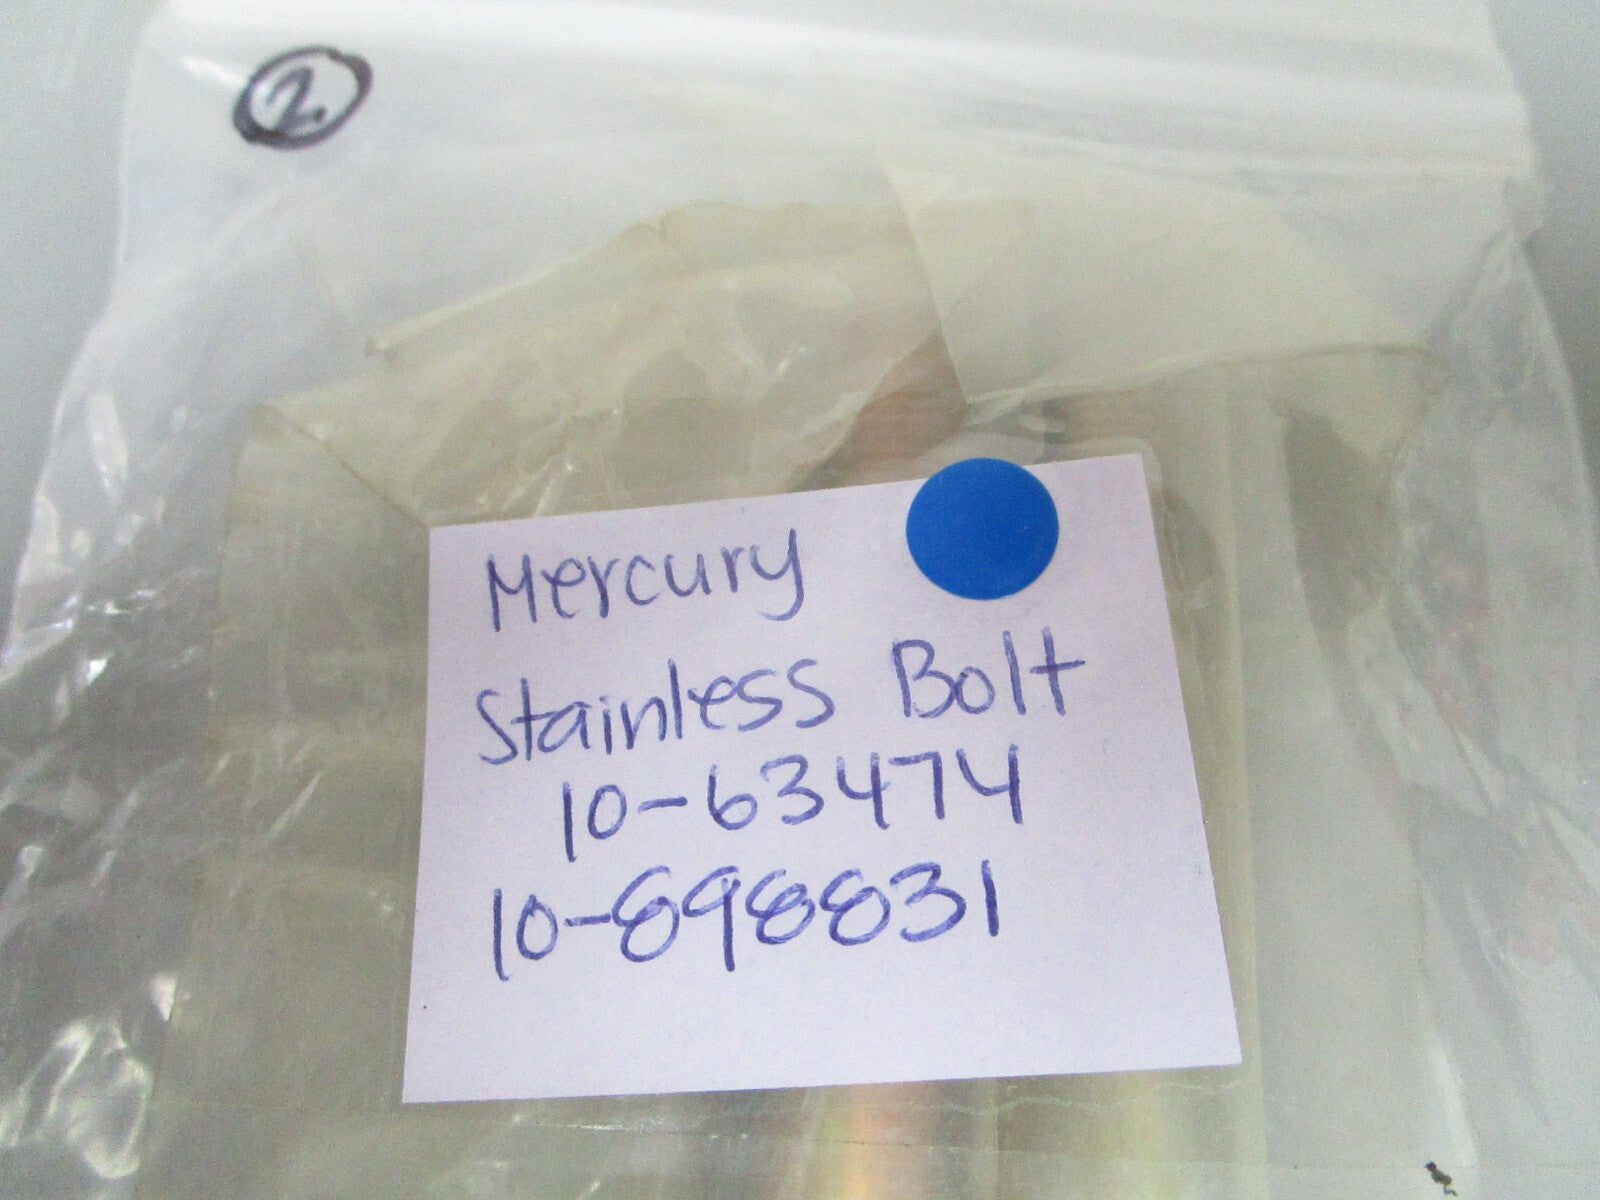 2.
Mercury
Stainless Bolt
10-63474
10-898831